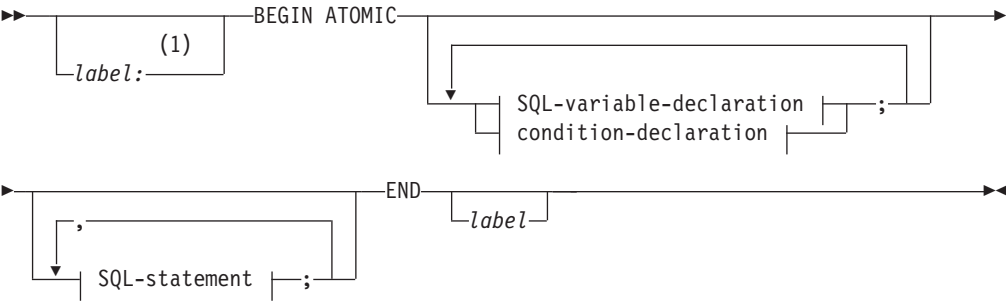 BEGIN ATOMIC
(1)
label:
SQL-variable-declaration ;
condition-declaration
END
label
,
SQL-statement ;